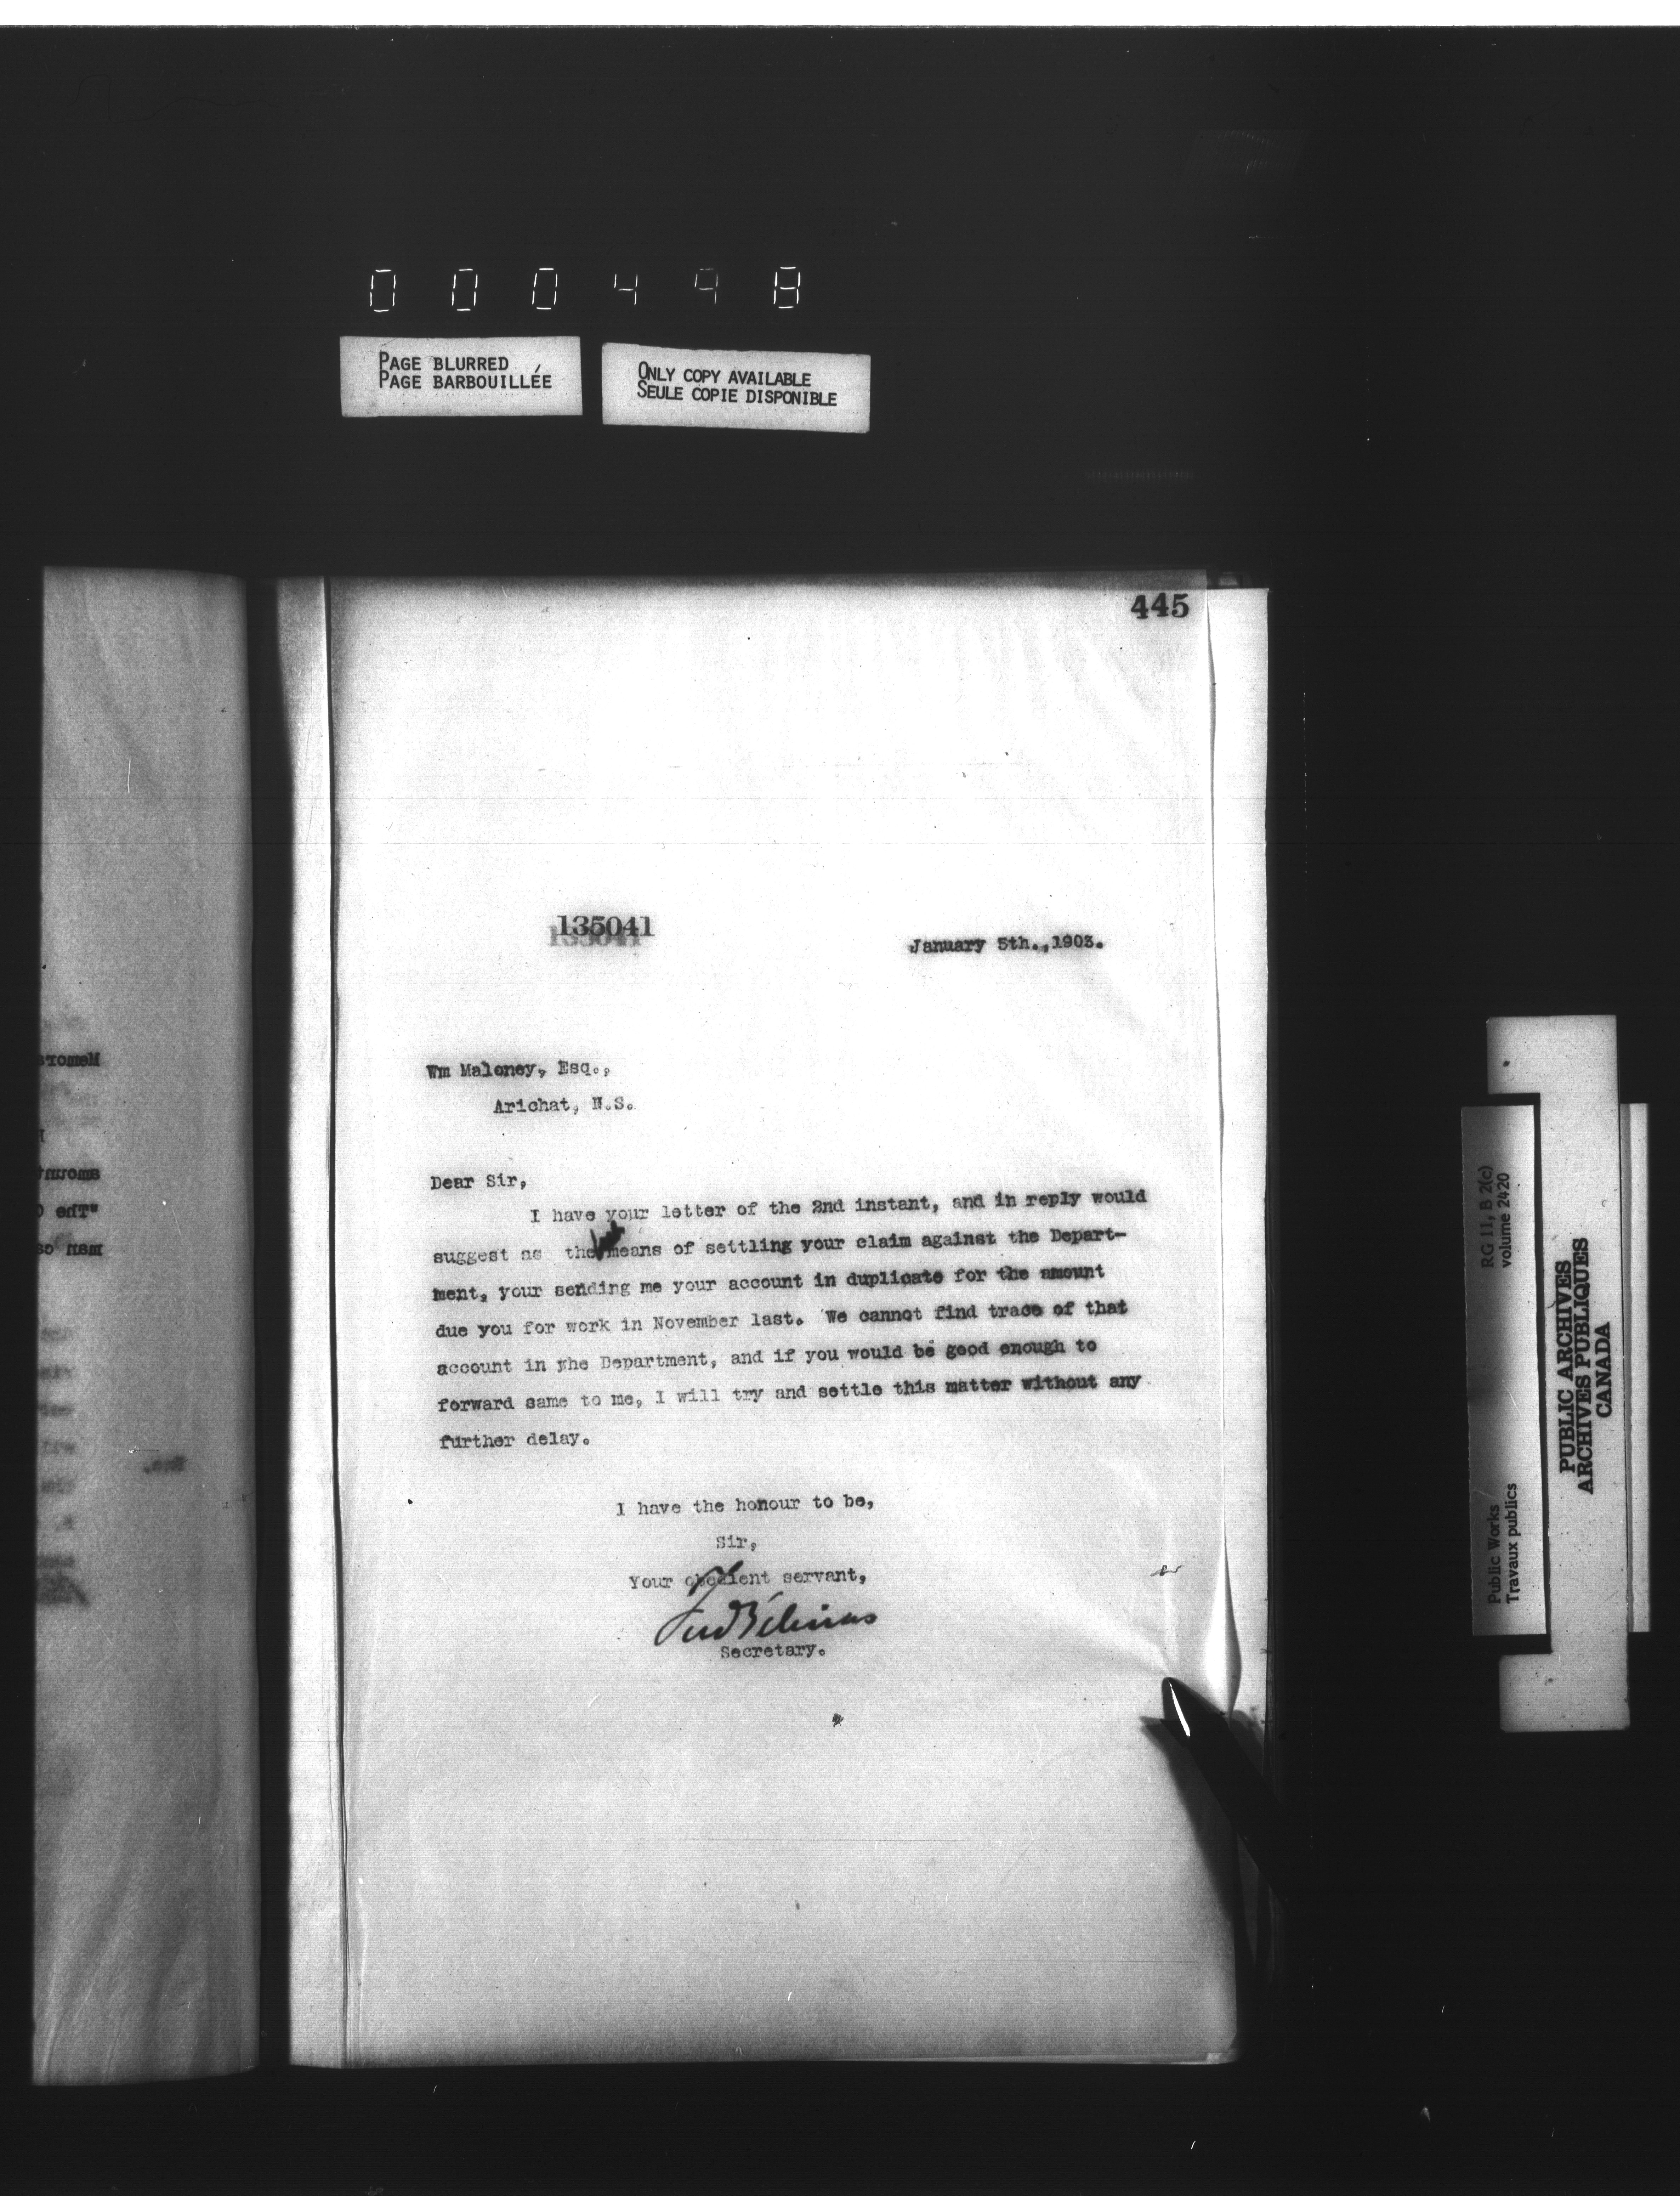 000498
PAGE BLURRED
PAGE BARBOUILLÉE
ONLY COPY AVAILABLE
SEULE COPIE DISPONIBLE
445
135041
January 5th.,1903.
Wm Maloney, Esq.,
Arichat, N.S.
Dear Sir,
I have your letter of the 2nd instant, and in reply would
suggest as the means of settling your claim against the Depart-
ment, your sending me your account in duplicate for the amount
due you for work in November last. We cannot find trace of that
account in the Department, and if you would be good enough to
forward same to me, I will try and settle this matter without any
further delay.
I have the honour to be,
Sir,
Your obedient servant,
Secretary.
RG 11, B 2(c)
volume 2420
Public Works
Travaux publics
PUBLIC ARCHIVES
ARCHIVES PUBLIQUES
CANADA